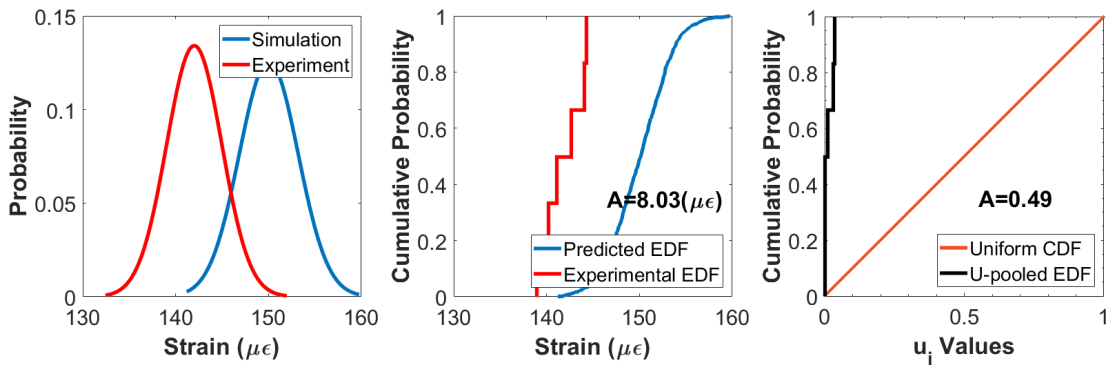 Probability
0.15
0.1
0.05
0
130
140
150
160
Strain (με)
Simulation
Experiment
Cumulative Probability
1
0.8
0.6
0.4
0.2
0
130
140
150
160
Strain (με)
A=8.03(με)
Predicted EDF
Experimental EDF
Cumulative Probability
1
0.8
0.6
0.4
0.2
0
0
0.5
1
u_i Values
A=0.49
Uniform CDF
U-pooled EDF